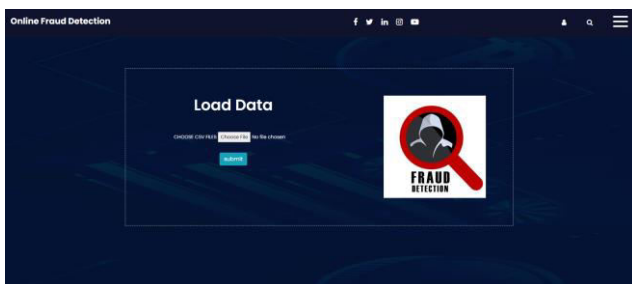 Online Fraud Detection
Load Data
CHOOSE CSV FILES Choose File No file chosen
submit
FRAUD
DETECTION